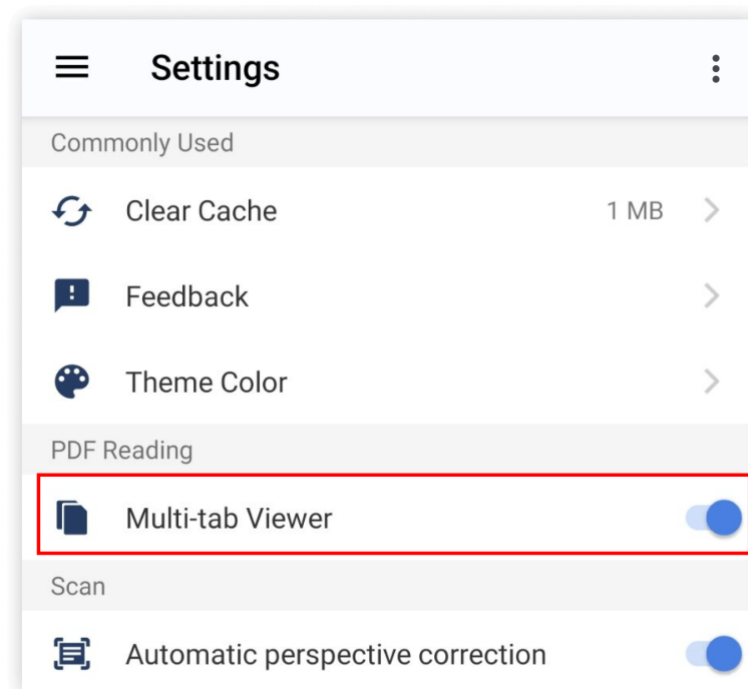 Settings
Commonly Used
Clear Cache 1 MB
Feedback
Theme Color
PDF Reading
Multi-tab Viewer
Scan
Automatic perspective correction